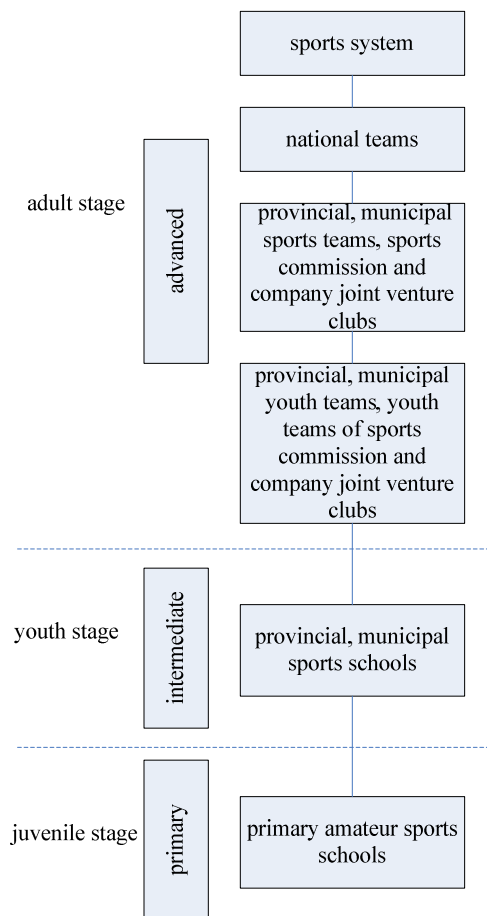 sports system
national teams
adult stage
advanced
provincial, municipal
sports teams, sports
commission and
company joint venture
clubs
provincial, municipal
youth teams, youth
teams of sports
commission and
company joint venture
clubs
youth stage
intermediate
provincial, municipal
sports schools
juvenile stage
primary
primary amateur sports
schools